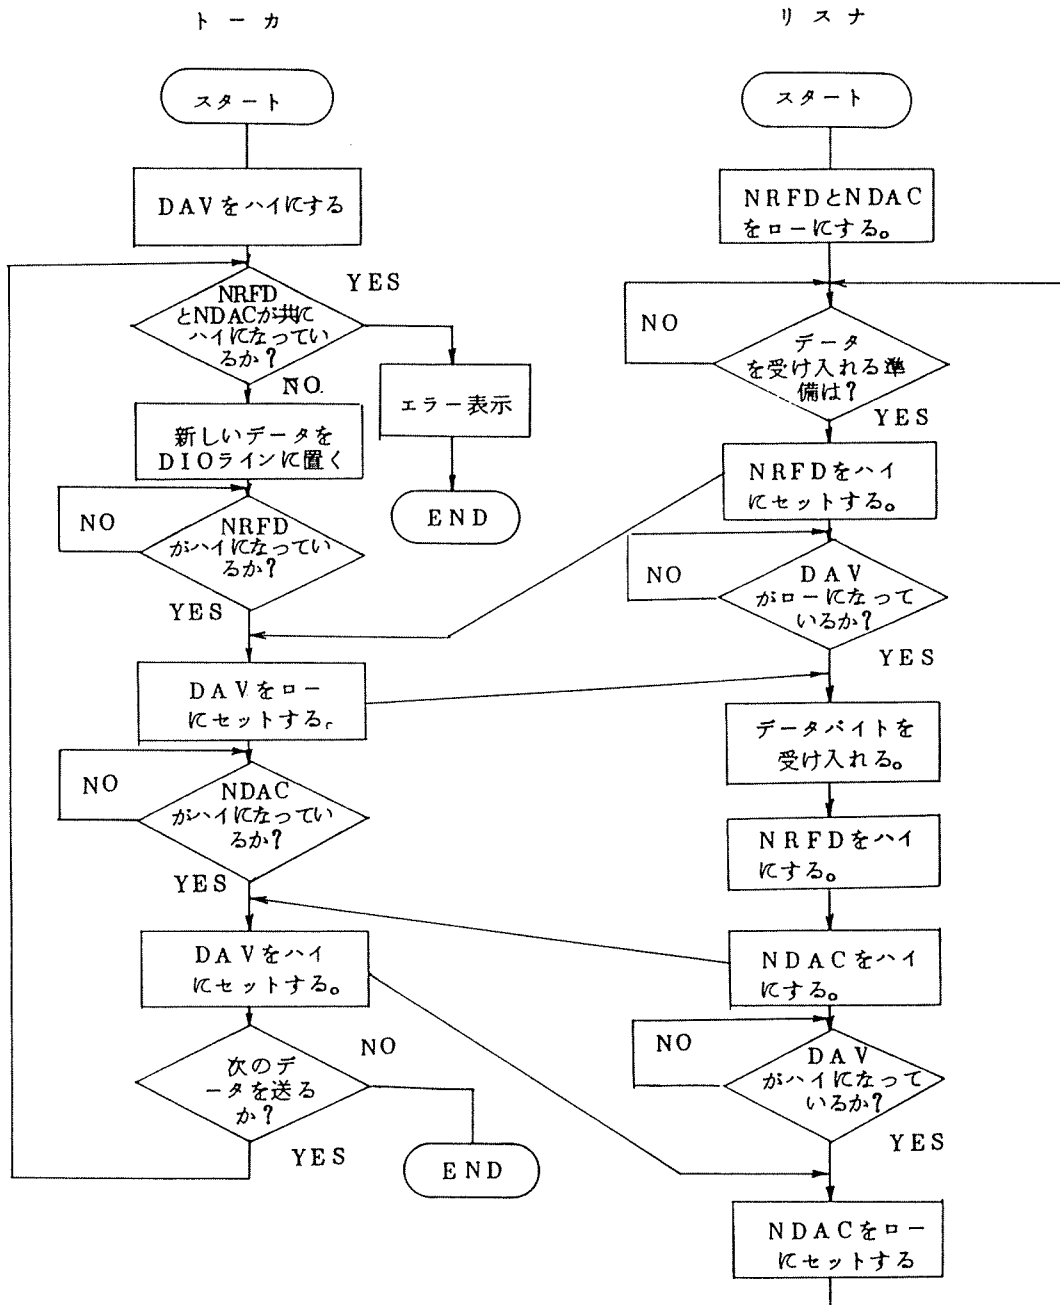 トーカ
スタート
DAVをハイにする
NRFD
とNDACが共に
ハイになってい
るか?
YES
NO.
エラー表示
END
新しいデータを
DIOラインに置く
NRFD
がハイになってい
るか?
NO
YES
DAVをロー
にセットする。
NDAC
がハイになってい
るか?
NO
YES
DAVをハイ
にセットする。
次のデ
ータを送る
か?
NO
YES
END
リスナ
スタート
NRFDとNDAC
をローにする。
データ
を受け入れる準
備は?
NO
YES
NRFDをハイ
にセットする。
DAV
がローになって
いるか?
NO
YES
データバイトを
受け入れる。
NRFDをハイ
にする。
NDACをハイ
にする。
DAV
がハイになって
いるか?
NO
YES
NDACをロー
にセットする